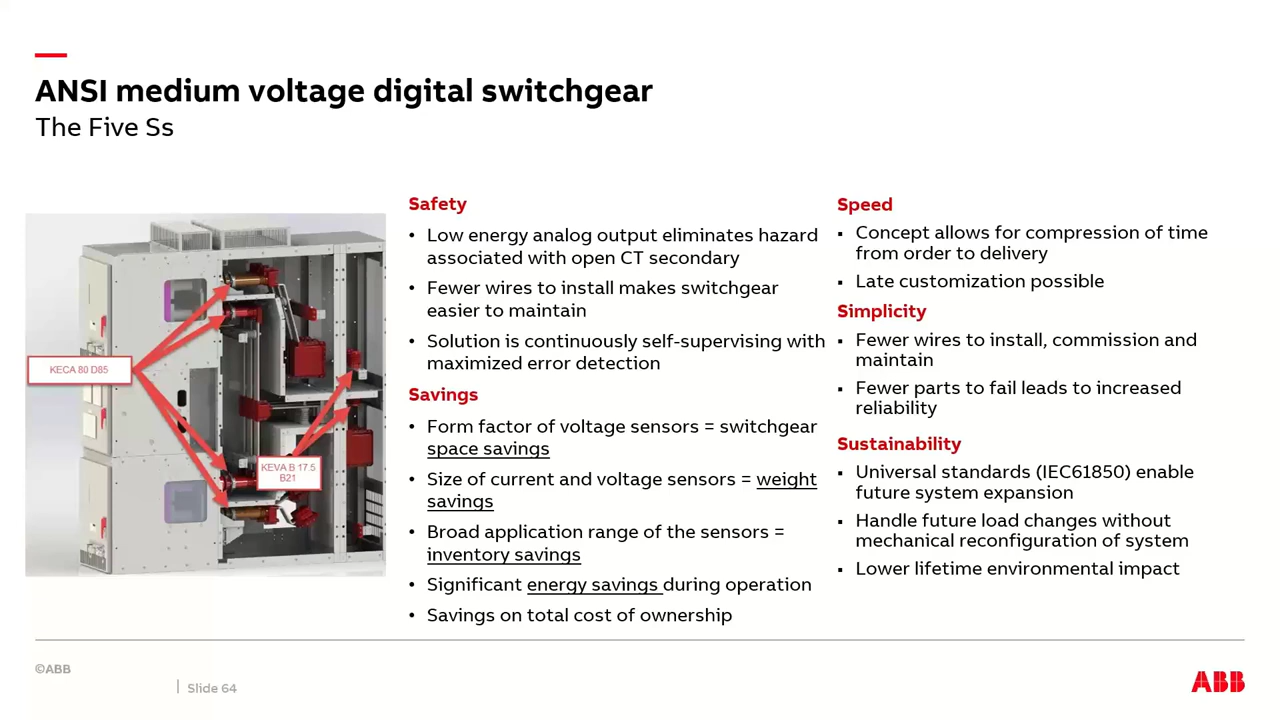 ANSI medium voltage digital switchgear
The Five Ss
KECA 80 D85
KEVA B 17.5
B21
Safety
• Low energy analog output eliminates hazard
associated with open CT secondary
• Fewer wires to install makes switchgear
easier to maintain
• Solution is continuously self-supervising with
maximized error detection
Savings
• Form factor of voltage sensors = switchgear
space savings
• Size of current and voltage sensors = weight
savings
• Broad application range of the sensors =
inventory savings
• Significant energy savings during operation
• Savings on total cost of ownership
Speed
▪ Concept allows for compression of time
from order to delivery
▪ Late customization possible
Simplicity
▪ Fewer wires to install, commission and
maintain
▪ Fewer parts to fail leads to increased
reliability
Sustainability
▪ Universal standards (IEC61850) enable
future system expansion
▪ Handle future load changes without
mechanical reconfiguration of system
▪ Lower lifetime environmental impact
©ABB
Slide 64
ABB